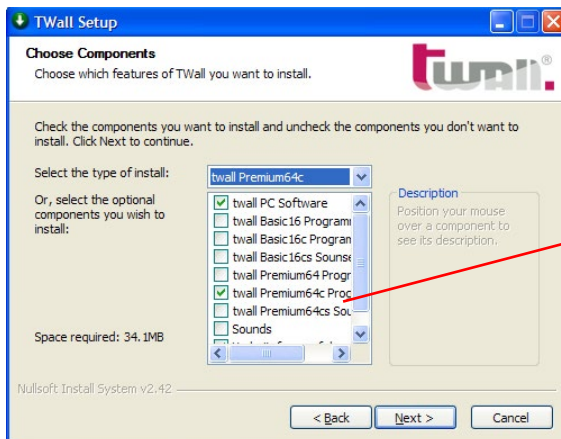 TWall Setup
Choose Components
Choose which features of TWall you want to install.
twall®
Check the components you want to install and uncheck the components you don't want to
install. Click Next to continue.
Select the type of install:
twall Premium64c
Or, select the optional
components you wish to
install:
twall PC Software
twall Basic16 Programm
twall Basic16c Program
twall Basic16cs Sounse
twall Premium64 Progr
twall Premium64c Prog
twall Premium64cs Sou
Sounds
Description
Position your mouse
over a component to
see its description.
Space required: 34.1MB
Nullsoft Install System v2.42
< Back
Next >
Cancel